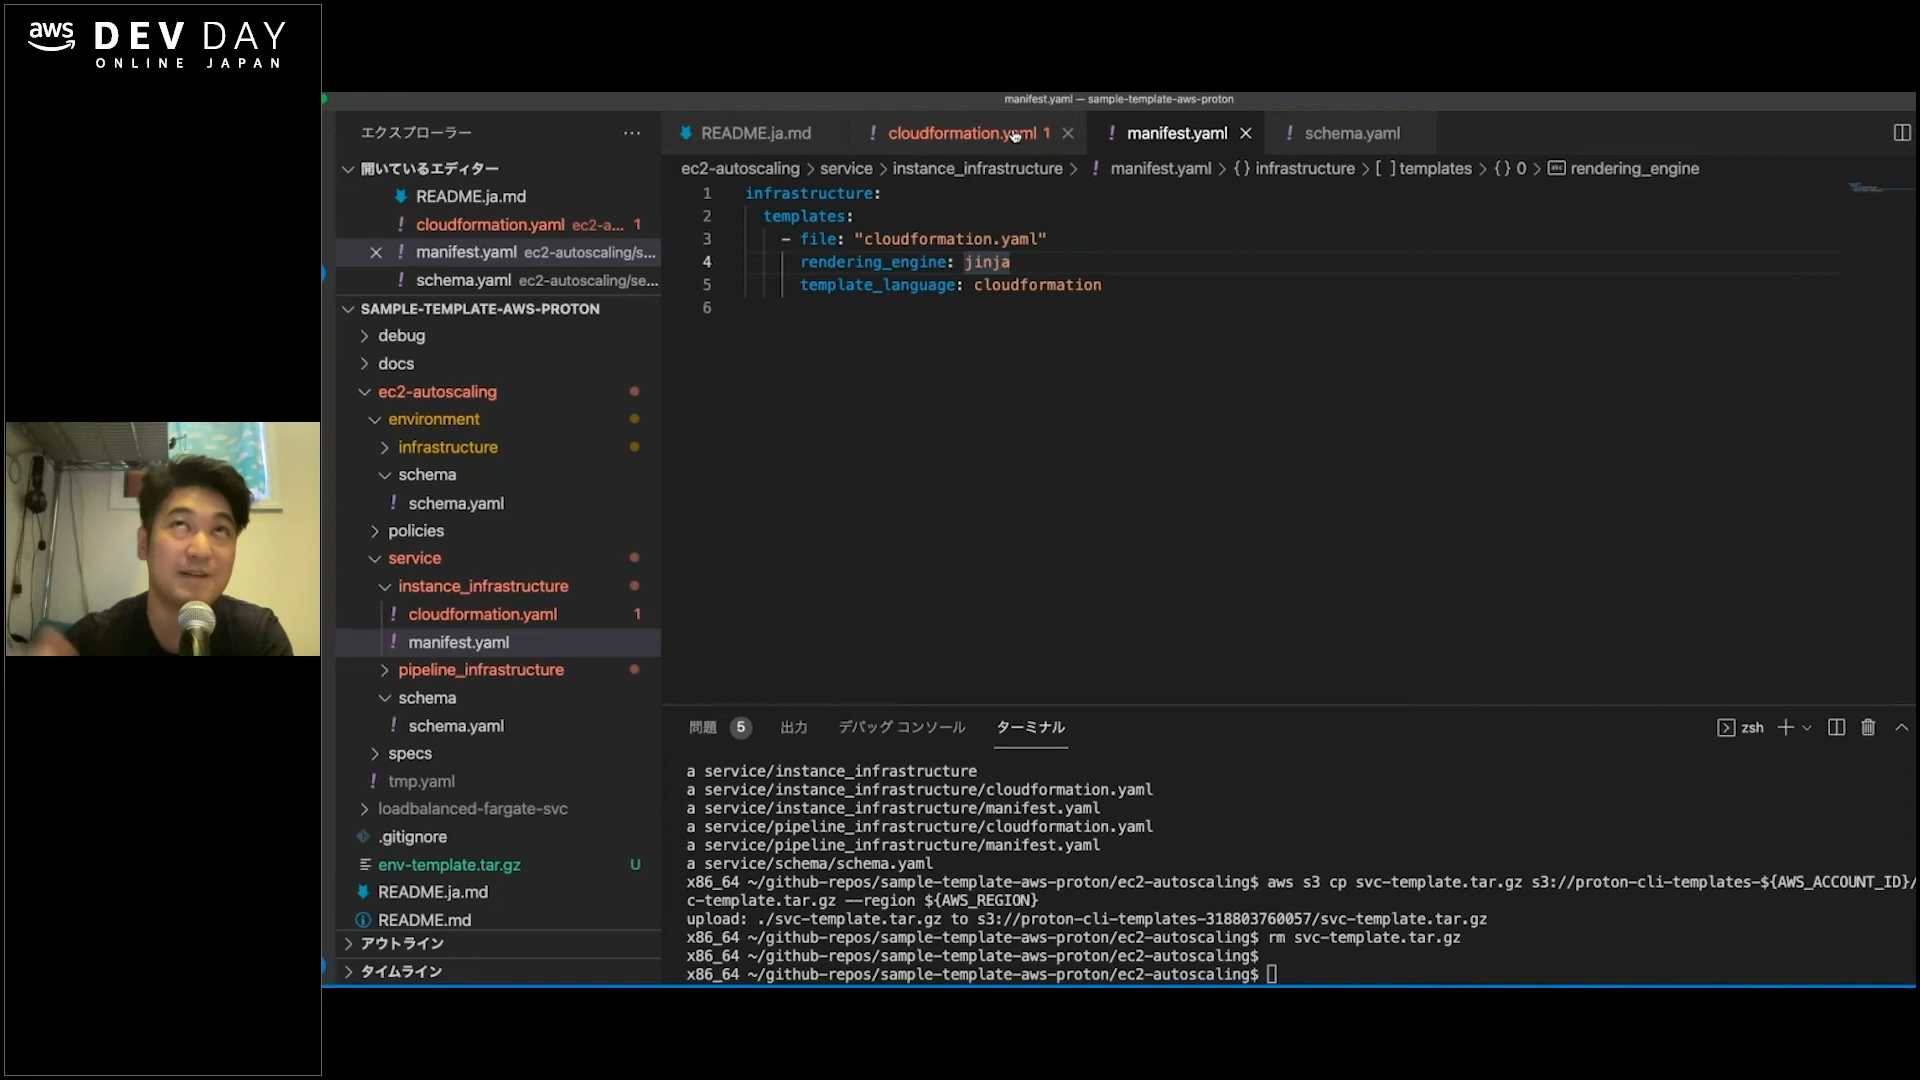 aws DEV DAY
ONLINE JAPAN
manifest.yaml — sample-template-aws-proton
エクスプローラー ...
開いているエディター
README.ja.md
cloudformation.yaml ec2-a... 1
manifest.yaml ec2-autoscaling/s...
schema.yaml ec2-autoscaling/se...
SAMPLE-TEMPLATE-AWS-PROTON
debug
docs
ec2-autoscaling
environment
infrastructure
schema
! schema.yaml
policies
service
instance_infrastructure
! cloudformation.yaml 1
! manifest.yaml
pipeline_infrastructure
schema
! schema.yaml
specs
! tmp.yaml
loadbalanced-fargate-svc
.gitignore
env-template.tar.gz U
README.ja.md
README.md
アウトライン
タイムライン
README.ja.md ! cloudformation.yaml 1 ! manifest.yaml ! schema.yaml
ec2-autoscaling > service > instance_infrastructure > ! manifest.yaml > {} infrastructure > [ ] templates > {} 0 > rendering_engine
1 infrastructure:
2 templates:
3 - file: "cloudformation.yaml"
4 rendering_engine: jinja
5 template_language: cloudformation
6
問題 5 出力 デバッグ コンソール ターミナル zsh
a service/instance_infrastructure
a service/instance_infrastructure/cloudformation.yaml
a service/instance_infrastructure/manifest.yaml
a service/pipeline_infrastructure/cloudformation.yaml
a service/pipeline_infrastructure/manifest.yaml
a service/schema/schema.yaml
x86_64 ~/github-repos/sample-template-aws-proton/ec2-autoscaling$ aws s3 cp svc-template.tar.gz s3://proton-cli-templates-${AWS_ACCOUNT_ID}/
c-template.tar.gz --region ${AWS_REGION}
upload: ./svc-template.tar.gz to s3://proton-cli-templates-318803760057/svc-template.tar.gz
x86_64 ~/github-repos/sample-template-aws-proton/ec2-autoscaling$ rm svc-template.tar.gz
x86_64 ~/github-repos/sample-template-aws-proton/ec2-autoscaling$
x86_64 ~/github-repos/sample-template-aws-proton/ec2-autoscaling$